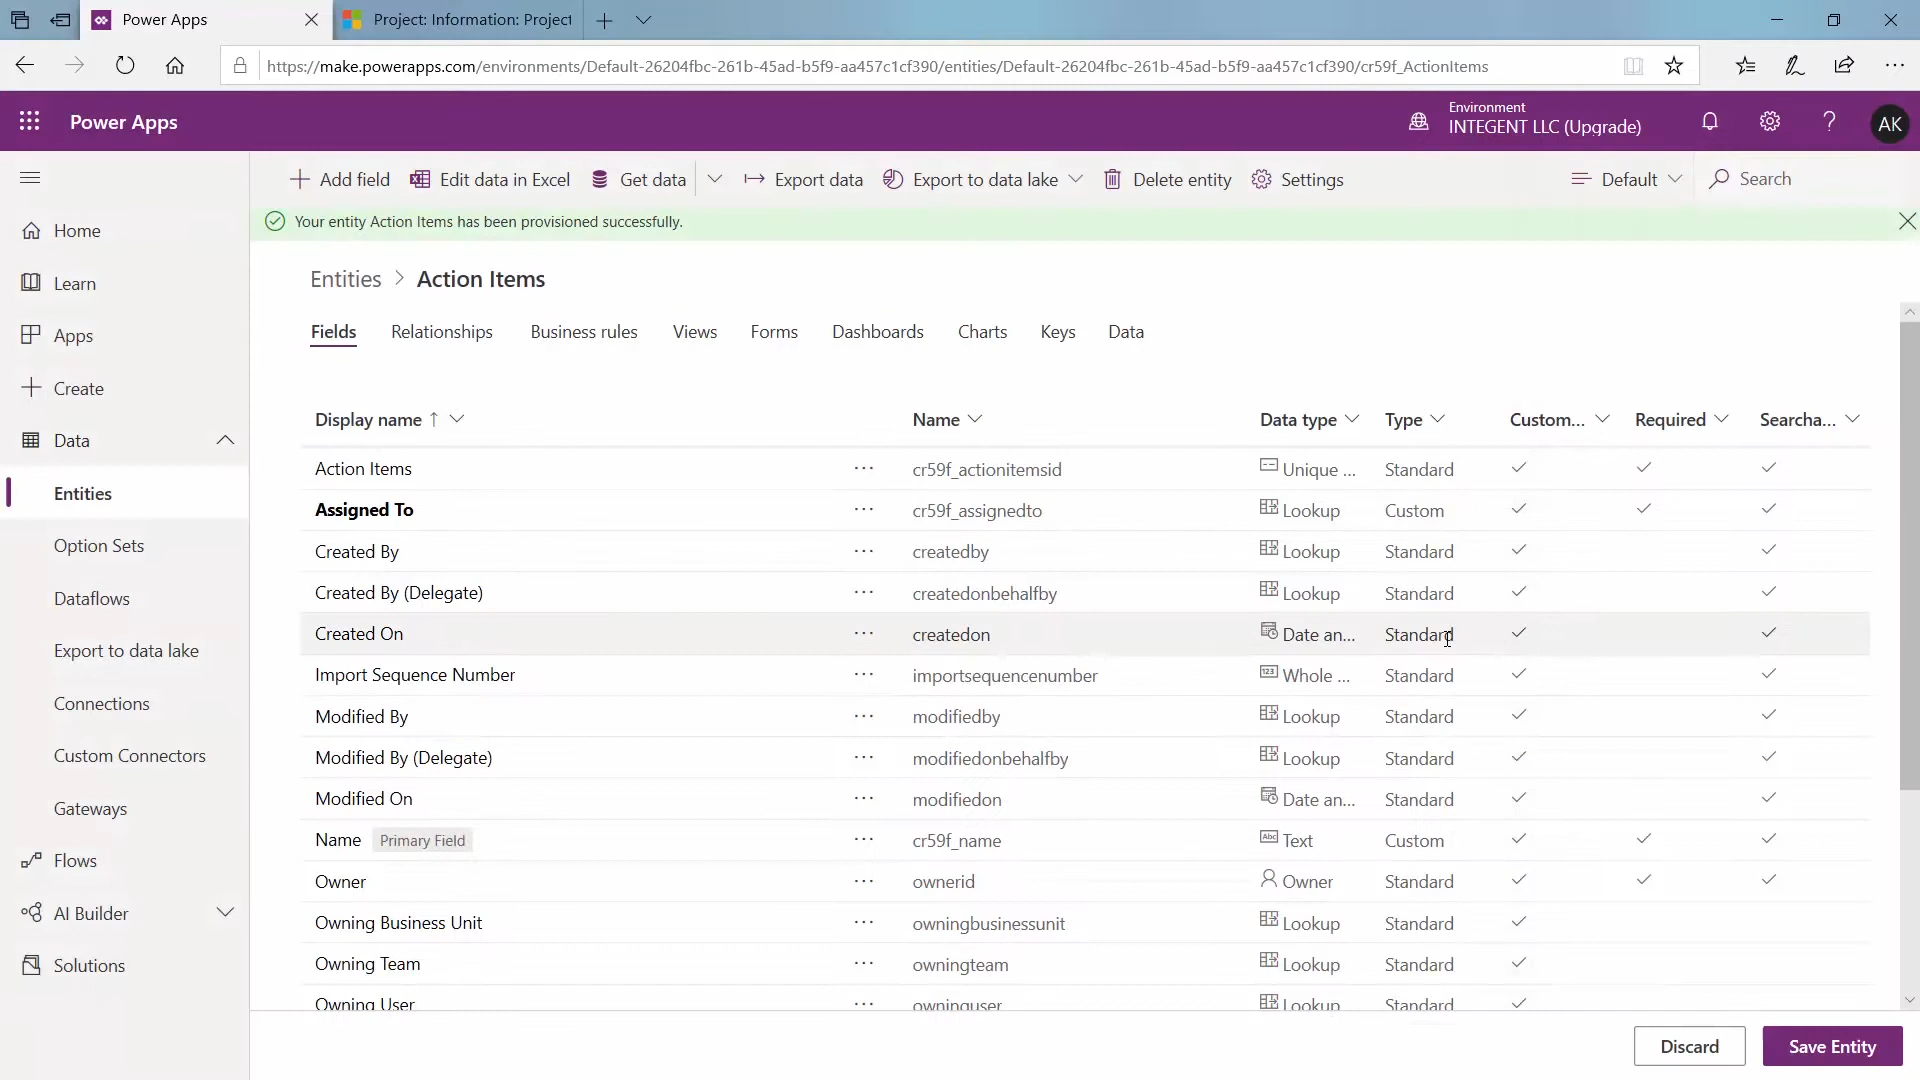 Power Apps
Project: Information: Project
https://make.powerapps.com/environments/Default-26204fbc-261b-45ad-b5f9-aa457c1cf390/entities/Default-26204fbc-261b-45ad-b5f9-aa457c1cf390/cr59f_ActionItems
Power Apps
Environment
INTEGENT LLC (Upgrade)
AK
Add field Edit data in Excel Get data Export data Export to data lake Delete entity Settings Default Search
Your entity Action Items has been provisioned successfully.
Home
Learn
Apps
Create
Data
Entities
Option Sets
Dataflows
Export to data lake
Connections
Custom Connectors
Gateways
Flows
AI Builder
Solutions
Entities > Action Items
Fields Relationships Business rules Views Forms Dashboards Charts Keys Data
Display name ↑ Name Data type Type Custom... Required Searcha...
Action Items ··· cr59f_actionitemsid Unique ... Standard
Assigned To ··· cr59f_assignedto Lookup Custom
Created By ··· createdby Lookup Standard
Created By (Delegate) ··· createdonbehalfby Lookup Standard
Created On ··· createdon Date an... Standard
Import Sequence Number ··· importsequencenumber 123 Whole ... Standard
Modified By ··· modifiedby Lookup Standard
Modified By (Delegate) ··· modifiedonbehalfby Lookup Standard
Modified On ··· modifiedon Date an... Standard
Name Primary Field ··· cr59f_name Abc Text Custom
Owner ··· ownerid Owner Standard
Owning Business Unit ··· owningbusinessunit Lookup Standard
Owning Team ··· owningteam Lookup Standard
Owning User ··· owninguser Lookup Standard
Discard Save Entity